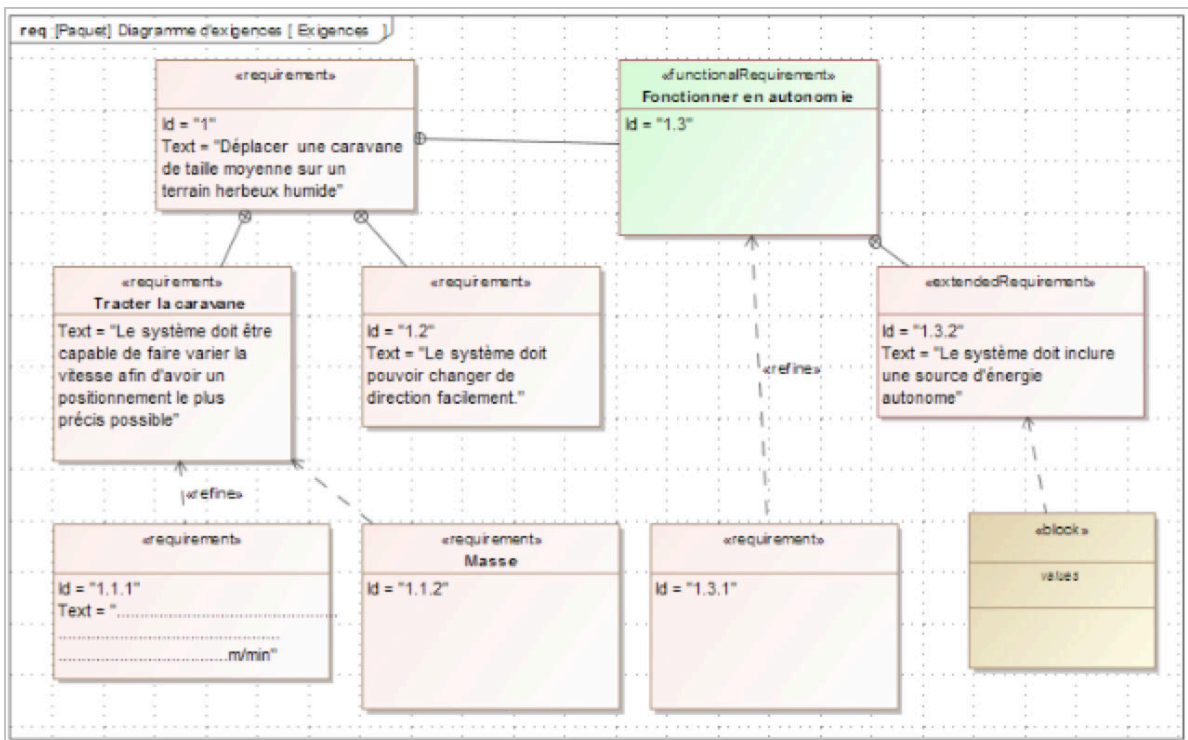 req [Paquet] Diagramme d'exigences [ Exigences ]
«requirement»
Id = "1"
Text = "Déplacer une caravane
de taille moyenne sur un
terrain herbeux humide"
«functionalRequirement»
Fonctionner en autonomie
Id = "1.3"
«requirement»
Tracter la caravane
Text = "Le système doit être
capable de faire varier la
vitesse afin d'avoir un
positionnement le plus
précis possible"
«requirement»
Id = "1.2"
Text = "Le système doit
pouvoir changer de
direction facilement."
«refine»
«extendedRequirement»
Id = "1.3.2"
Text = "Le système doit inclure
une source d'énergie
autonome"
«refine»
«requirement»
Id = "1.1.1"
Text = "..........................................
..........................................
................................m/min"
«requirement»
Masse
Id = "1.1.2"
«requirement»
Id = "1.3.1"
«block»
values